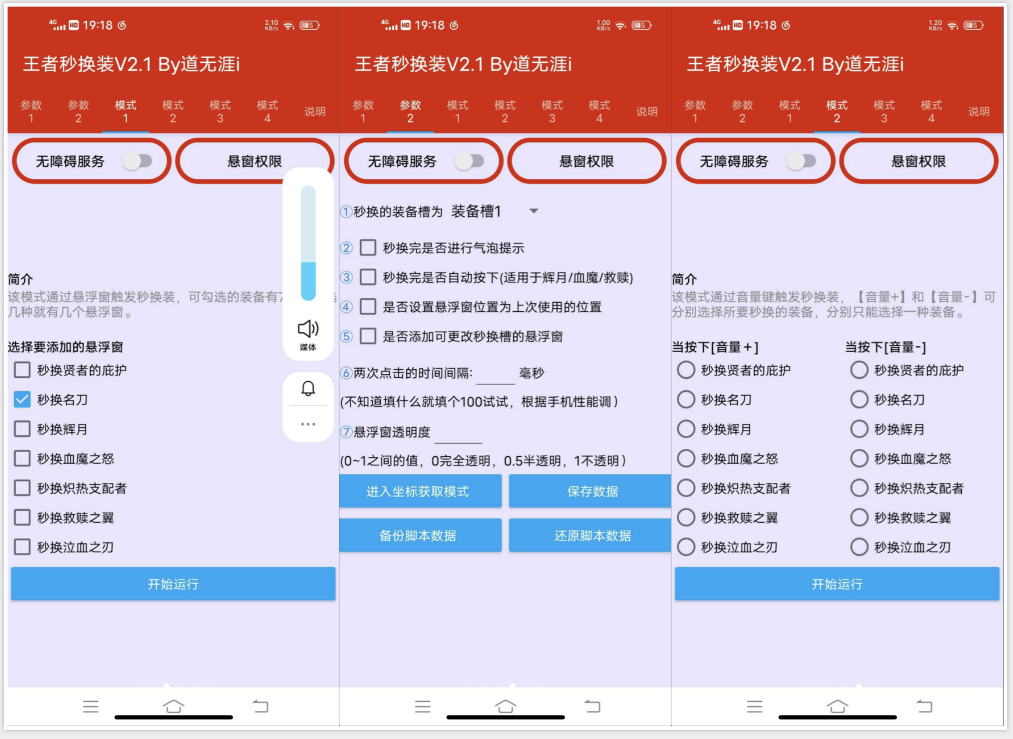 4G HD 19:18 2.10 KB/s 5
王者秒换装V2.1 By道无涯i
参数1 参数2 模式1 模式2 模式3 模式4 说明
无障碍服务 悬窗权限
简介
该模式通过悬浮窗触发秒换装，可勾选的装备有
几种就有几个悬浮窗。
选择要添加的悬浮窗
秒换贤者的庇护
秒换名刀
秒换辉月
秒换血魔之怒
秒换炽热支配者
秒换救赎之翼
秒换泣血之刃
开始运行
媒体
4G HD 19:18 1.00 KB/s 5
王者秒换装V2.1 By道无涯i
参数1 参数2 模式1 模式2 模式3 模式4 说明
无障碍服务 悬窗权限
①秒换的装备槽为 装备槽1
② 秒换完是否进行气泡提示
③ 秒换完是否自动按下(适用于辉月/血魔/救赎)
④ 是否设置悬浮窗位置为上次使用的位置
⑤ 是否添加可更改秒换槽的悬浮窗
⑥两次点击的时间间隔: 毫秒
(不知道填什么就填个100试试，根据手机性能调）
⑦悬浮窗透明度
(0~1之间的值，0完全透明，0.5半透明，1不透明）
进入坐标获取模式 保存数据
备份脚本数据 还原脚本数据
4G HD 19:18 1.20 KB/s 5
王者秒换装V2.1 By道无涯i
参数1 参数2 模式1 模式2 模式3 模式4 说明
无障碍服务 悬窗权限
简介
该模式通过音量键触发秒换装，【音量+】和【音量-】可
分别选择所要秒换的装备，分别只能选择一种装备。
当按下[音量＋] 当按下[音量-]
秒换贤者的庇护 秒换贤者的庇护
秒换名刀 秒换名刀
秒换辉月 秒换辉月
秒换血魔之怒 秒换血魔之怒
秒换炽热支配者 秒换炽热支配者
秒换救赎之翼 秒换救赎之翼
秒换泣血之刃 秒换泣血之刃
开始运行